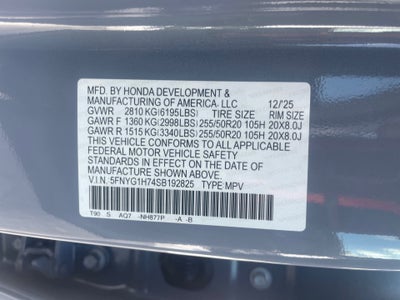 MFD. BY HONDA DEVELOPMENT &
MANUFACTURING OF AMERICA, LLC 12/'25
GVWR 2810 KG(6195LBS) TIRE SIZE RIM SIZE
GAWR F 1360 KG(2998LBS) 255/50R20 105H 20X8.0J
GAWR R 1515 KG(3340LBS) 255/50R20 105H 20X8.0J
THIS VEHICLE CONFORMS TO ALL APPLICABLE
FEDERAL MOTOR VEHICLE SAFETY STANDARDS
IN EFFECT ON THE DATE OF
MANUFACTURE SHOWN ABOVE.
V.I.N. 5FNYG1H74SB192825 TYPE MPV
T90 S AQ7 -NH877P -A -B